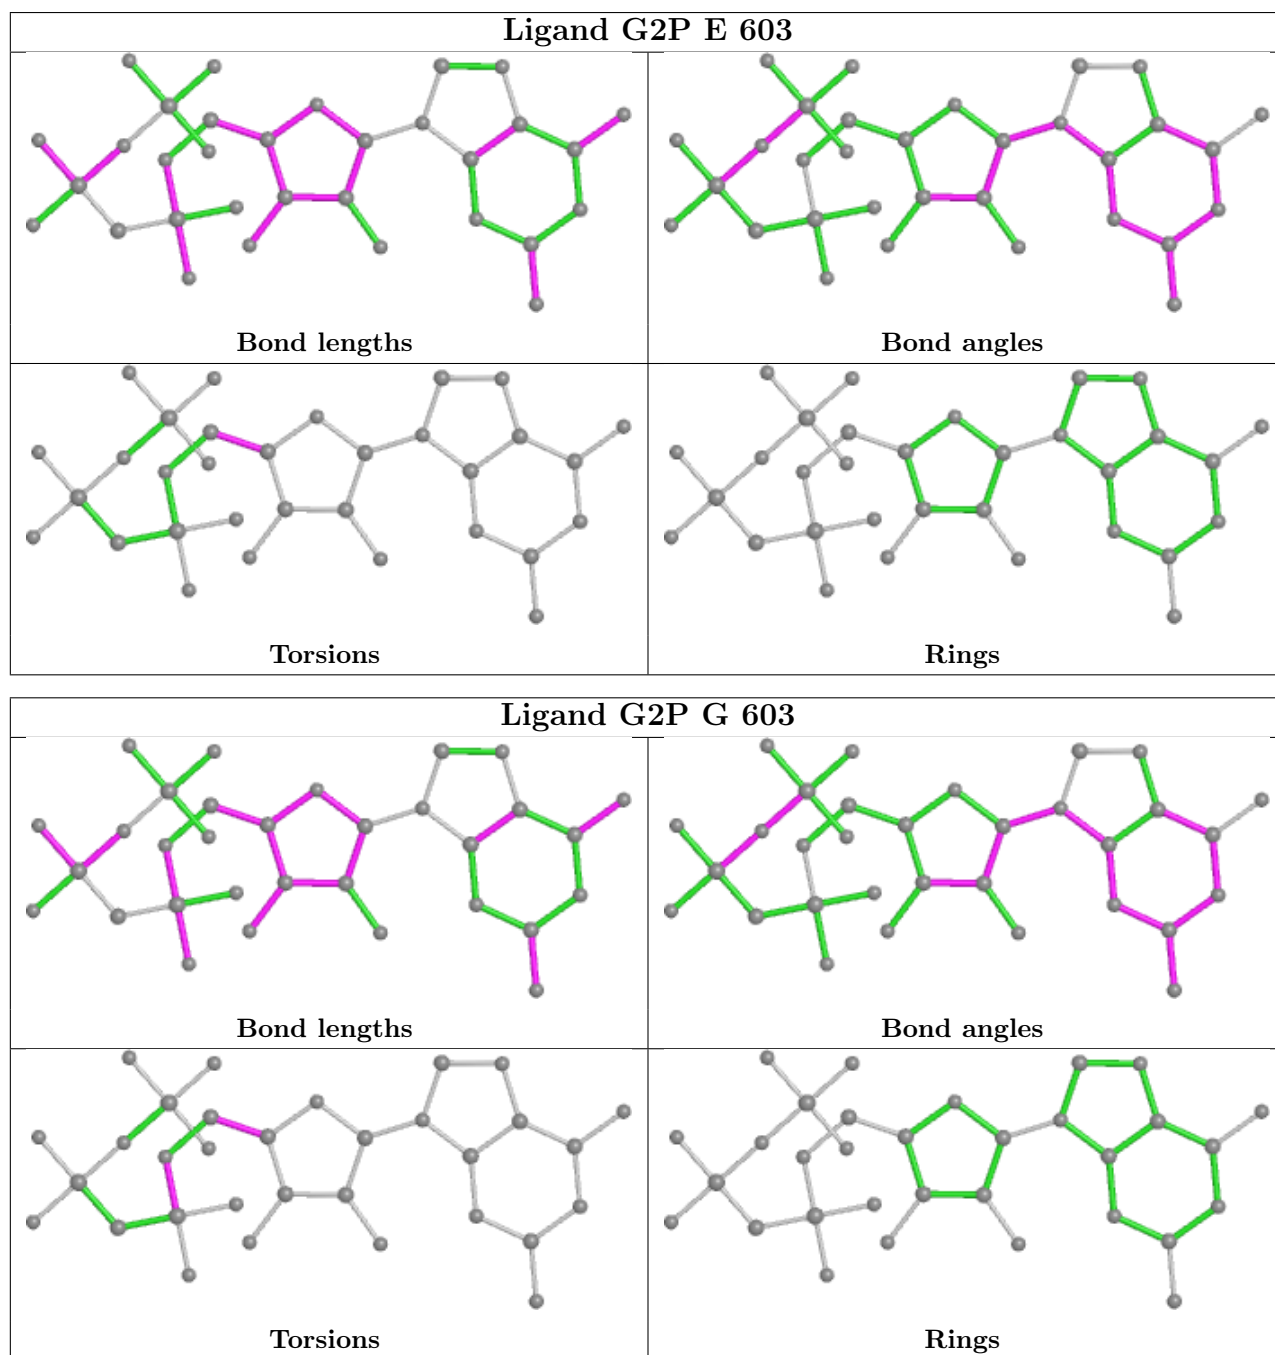 Ligand G2P E 603
Bond lengths
Bond angles
Torsions
Rings
Ligand G2P G 603
Bond lengths
Bond angles
Torsions
Rings